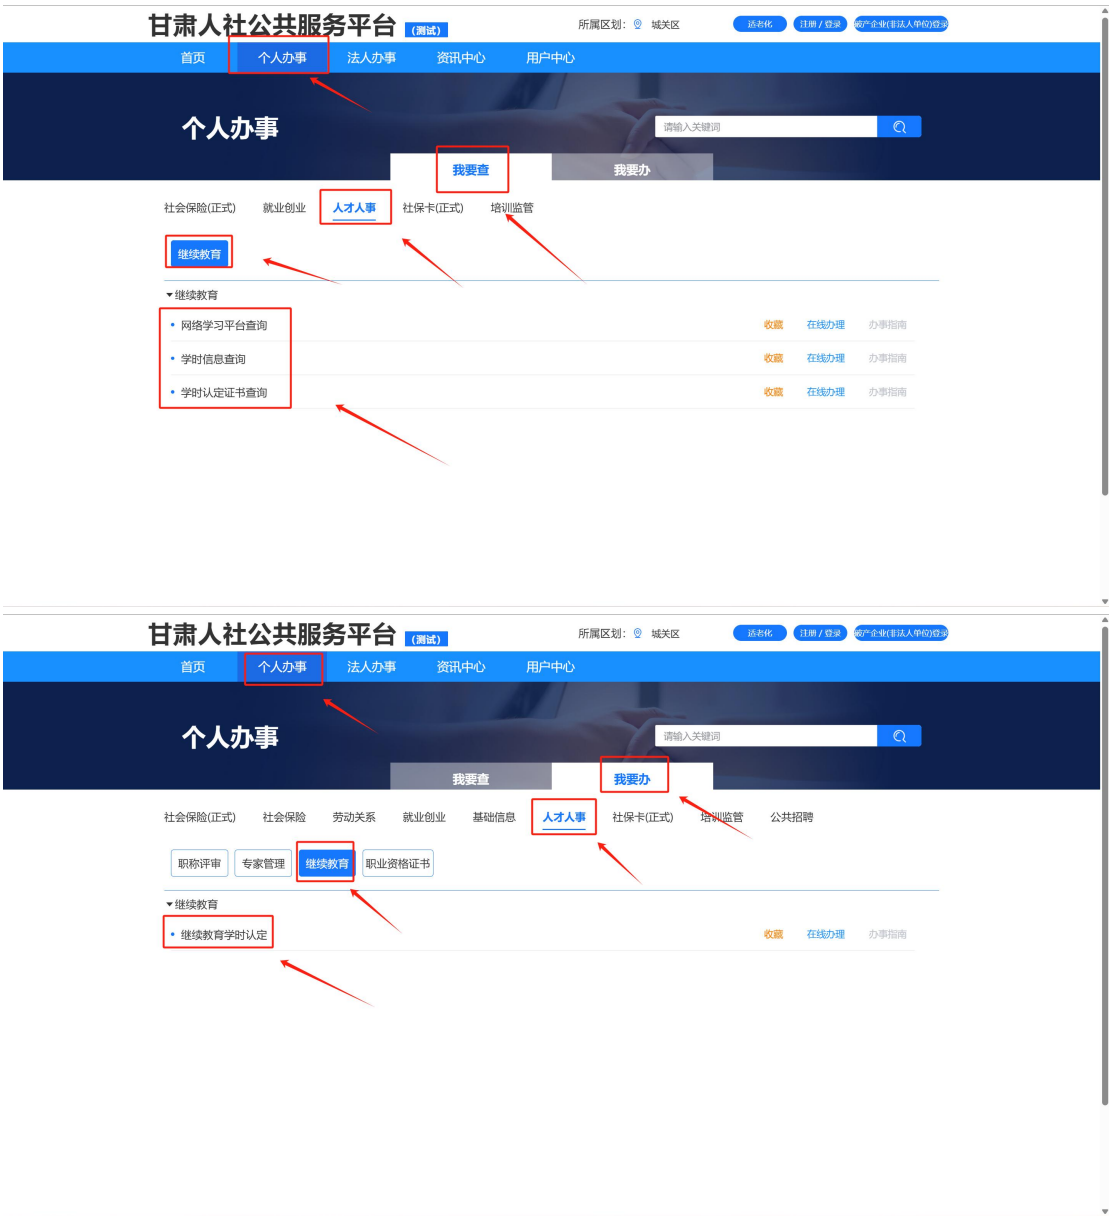 甘肃人社公共服务平台 (测试) 所属区划: 城关区 适老化 注册 / 登录 破产企业(非法人单位)登录
首页 个人办事 法人办事 资讯中心 用户中心
个人办事
请输入关键词
我要查 我要办
社会保险(正式) 就业创业 人才人事 社保卡(正式) 培训监管
继续教育
继续教育
网络学习平台查询 收藏 在线办理 办事指南
学时信息查询 收藏 在线办理 办事指南
学时认定证书查询 收藏 在线办理 办事指南
甘肃人社公共服务平台 (测试) 所属区划: 城关区 适老化 注册 / 登录 破产企业(非法人单位)登录
首页 个人办事 法人办事 资讯中心 用户中心
个人办事
请输入关键词
我要查 我要办
社会保险(正式) 社会保险 劳动关系 就业创业 基础信息 人才人事 社保卡(正式) 培训监管 公共招聘
职称评审 专家管理 继续教育 职业资格证书
继续教育
继续教育学时认定 收藏 在线办理 办事指南